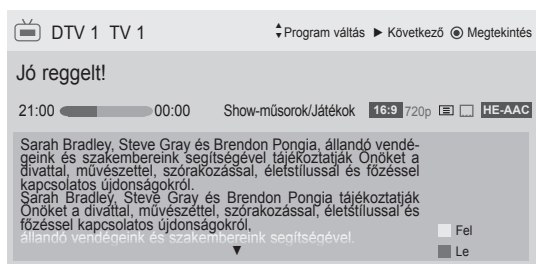 DTV 1 TV 1 Program váltás ► Következő ◉ Megtekintés
Jó reggelt!
21:00 00:00 Show-műsorok/Játékok 16:9 720p HE-AAC
Sarah Bradley, Steve Gray és Brendon Pongia, állandó vendé-
geink és szakembereink segítségével tájékoztatják Önöket a
divattal, művészettel, szórakozással, életstílussal és főzéssel
kapcsolatos újdonságokról.
Sarah Bradley, Steve Gray és Brendon Pongia tájékoztatják
Önöket a divattal, művészettel, szórakozással, életstílussal és
főzéssel kapcsolatos újdonságokról,
állandó vendégeink és szakembereink segítségével.
Fel
▼ Le